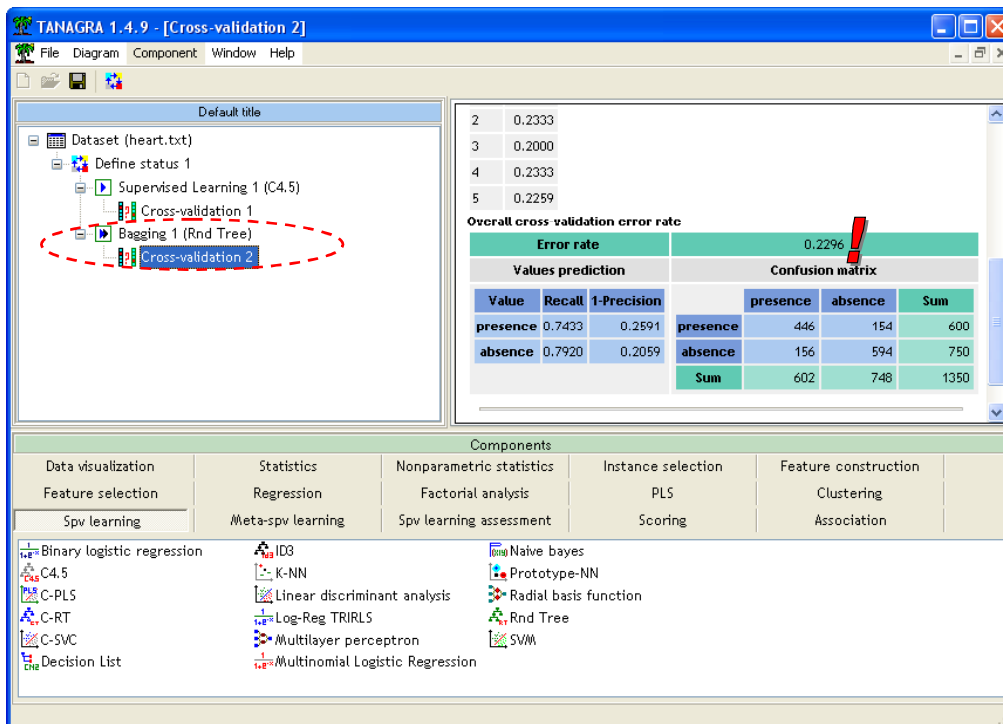 TANAGRA 1.4.9 - [Cross-validation 2]
File Diagram Component Window Help
Default title
Dataset (heart.txt)
Define status 1
Supervised Learning 1 (C4.5)
Cross-validation 1
Bagging 1 (Rnd Tree)
Cross-validation 2
2 0.2333
3 0.2000
4 0.2333
5 0.2259
Overall cross-validation error rate
Error rate 0.2296
Values prediction Confusion matrix
Value Recall 1-Precision presence absence Sum
presence 0.7433 0.2591 presence 446 154 600
absence 0.7920 0.2059 absence 156 594 750
Sum 602 748 1350
Components
Data visualization Statistics Nonparametric statistics Instance selection Feature construction
Feature selection Regression Factorial analysis PLS Clustering
Spv learning Meta-spv learning Spv learning assessment Scoring Association
Binary logistic regression ID3 Naive bayes
C4.5 K-NN Prototype-NN
C-PLS Linear discriminant analysis Radial basis function
C-RT Log-Reg TRIRLS Rnd Tree
C-SVC Multilayer perceptron SVM
Decision List Multinomial Logistic Regression